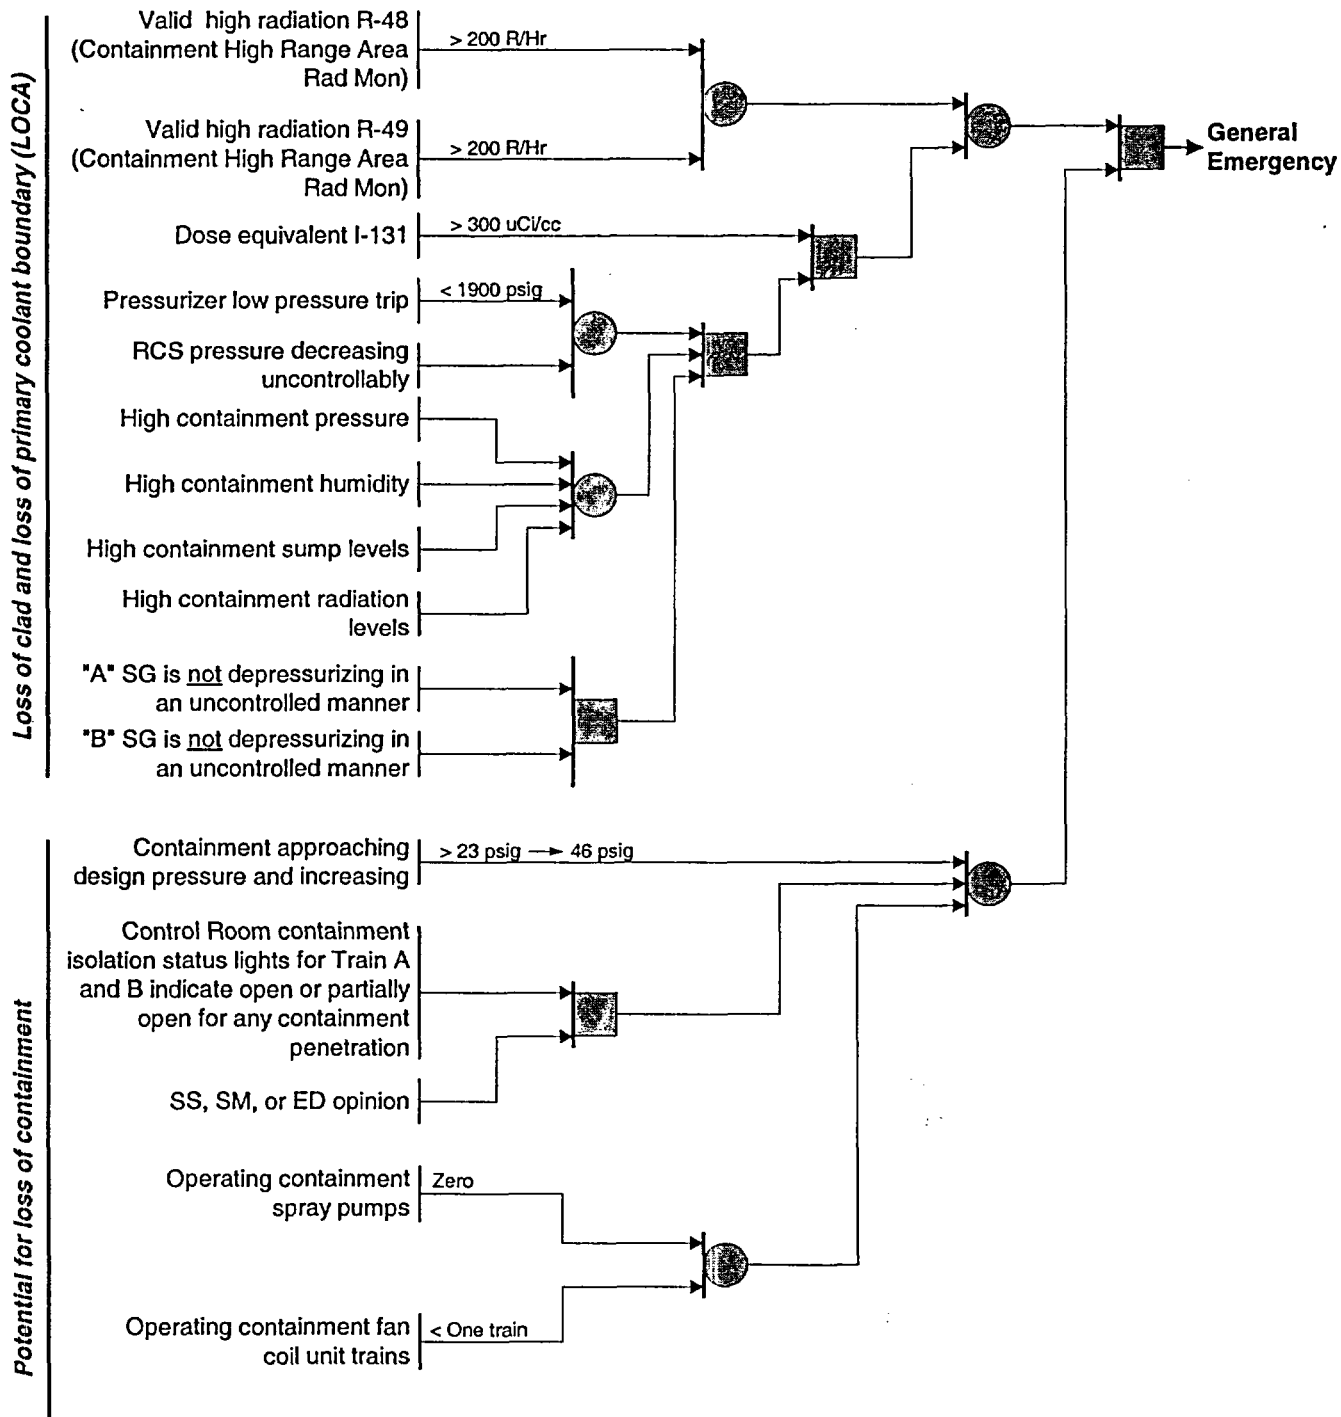 Loss of clad and loss of primary coolant boundary (LOCA)
Valid high radiation R-48
(Containment High Range Area
Rad Mon)
> 200 R/Hr
Valid high radiation R-49
(Containment High Range Area
Rad Mon)
> 200 R/Hr
General
Emergency
Dose equivalent I-131
> 300 uCi/cc
Pressurizer low pressure trip
< 1900 psig
RCS pressure decreasing
uncontrollably
High containment pressure
High containment humidity
High containment sump levels
High containment radiation
levels
"A" SG is not depressurizing in
an uncontrolled manner
"B" SG is not depressurizing in
an uncontrolled manner
Potential for loss of containment
Containment approaching
design pressure and increasing
> 23 psig → 46 psig
Control Room containment
isolation status lights for Train A
and B indicate open or partially
open for any containment
penetration
SS, SM, or ED opinion
Operating containment
spray pumps
Zero
Operating containment fan
coil unit trains
< One train